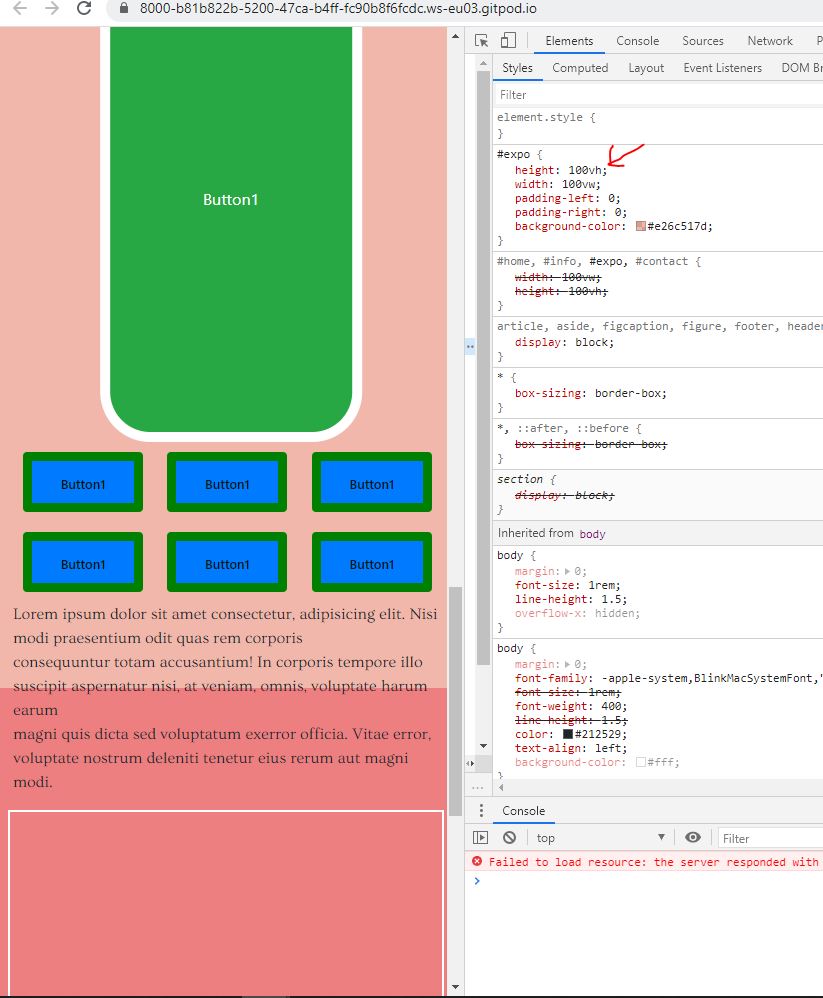 8000-b81b822b-5200-47ca-b4ff-fc90b8f6fcdc.ws-eu03.gitpod.io
Button1
Button1 Button1 Button1
Button1 Button1 Button1
Lorem ipsum dolor sit amet consectetur, adipisicing elit. Nisi
modi praesentium odit quas rem corporis
consequuntur totam accusantium! In corporis tempore illo
suscipit aspernatur nisi, at veniam, omnis, voluptate harum
earum
magni quis dicta sed voluptatum exerror officia. Vitae error,
voluptate nostrum deleniti tenetur eius rerum aut magni
modi.
Elements Console Sources Network P
Styles Computed Layout Event Listeners DOM Br
Filter
element.style {
}
#expo {
height: 100vh;
width: 100vw;
padding-left: 0;
padding-right: 0;
background-color: #e26c517d;
}
#home, #info, #expo, #contact {
width: 100vw;
height: 100vh;
}
article, aside, figcaption, figure, footer, header
display: block;
}
* {
box-sizing: border-box;
}
*, ::after, ::before {
box-sizing: border-box;
}
section {
display: block;
}
Inherited from body
body {
margin: 0;
font-size: 1rem;
line-height: 1.5;
overflow-x: hidden;
}
body {
margin: 0;
font-family: -apple-system,BlinkMacSystemFont,"
font-size: 1rem;
font-weight: 400;
line-height: 1.5;
color: #212529;
text-align: left;
background-color: #fff;
}
...
Console
top Filter
Failed to load resource: the server responded with